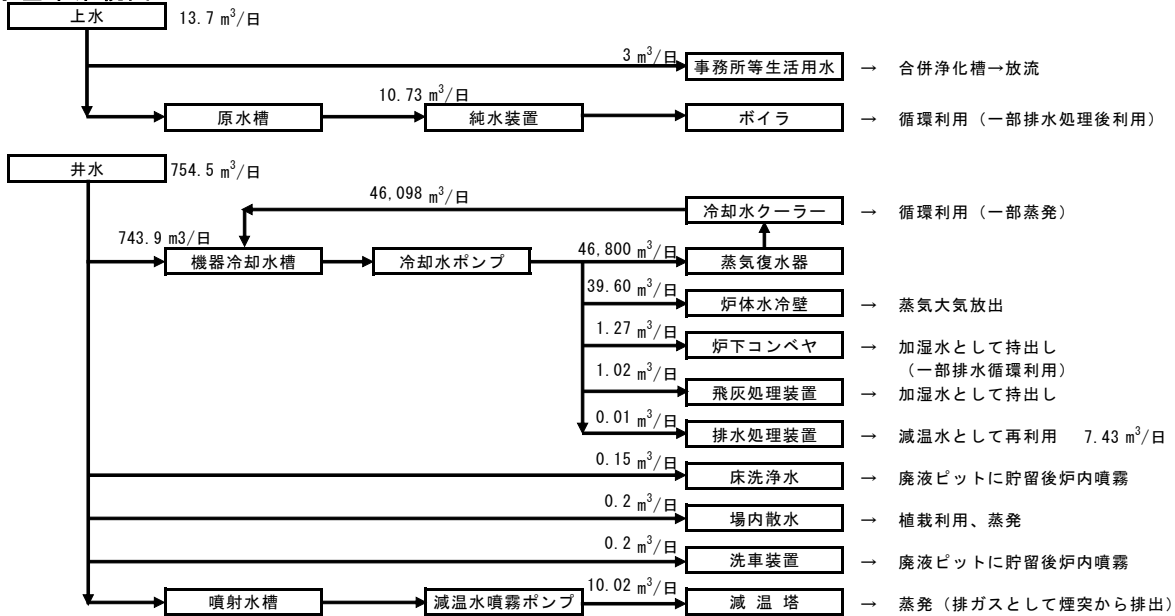 上水 13.7 m³/日
3 m³/日
事務所等生活用水 → 合併浄化槽→放流
10.73 m³/日
原水槽 純水装置 ボイラ → 循環利用（一部排水処理後利用）
井水 754.5 m³/日
46,098 m³/日
冷却水クーラー → 循環利用（一部蒸発）
743.9 m3/日
46,800 m³/日
機器冷却水槽 冷却水ポンプ 蒸気復水器
39.60 m³/日
炉体水冷壁 → 蒸気大気放出
1.27 m³/日
炉下コンベヤ → 加湿水として持出し
（一部排水循環利用）
1.02 m³/日
飛灰処理装置 → 加湿水として持出し
0.01 m³/日
排水処理装置 → 減温水として再利用 7.43 m³/日
0.15 m³/日
床洗浄水 → 廃液ピットに貯留後炉内噴霧
0.2 m³/日
場内散水 → 植栽利用、蒸発
0.2 m³/日
洗車装置 → 廃液ピットに貯留後炉内噴霧
10.02 m³/日
噴射水槽 減温水噴霧ポンプ 減 温 塔 → 蒸発（排ガスとして煙突から排出）